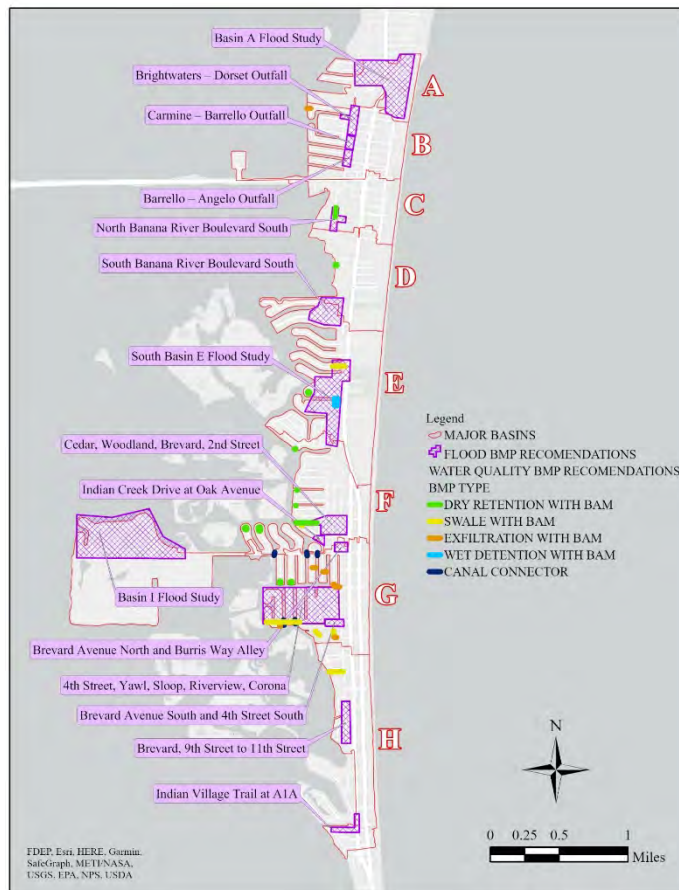 Basin A Flood Study
A
Brightwaters – Dorset Outfall
Carmine – Barrello Outfall
B
Barrello – Angelo Outfall
C
North Banana River Boulevard South
South Banana River Boulevard South
D
South Basin E Flood Study
E
Legend
MAJOR BASINS
FLOOD BMP RECOMENDATIONS
WATER QUALITY BMP RECOMENDATIONS
BMP TYPE
DRY RETENTION WITH BAM
SWALE WITH BAM
EXFILTRATION WITH BAM
WET DETENTION WITH BAM
CANAL CONNECTOR
Cedar, Woodland, Brevard, 2nd Street
Indian Creek Drive at Oak Avenue
F
Basin I Flood Study
G
Brevard Avenue North and Burris Way Alley
4th Street, Yawl, Sloop, Riverview, Corona
Brevard Avenue South and 4th Street South
Brevard, 9th Street to 11th Street
H
Indian Village Trail at A1A
N
0 0.25 0.5 1
Miles
FDEP, Esri, HERE, Garmin,
SafeGraph, METI/NASA,
USGS, EPA, NPS, USDA